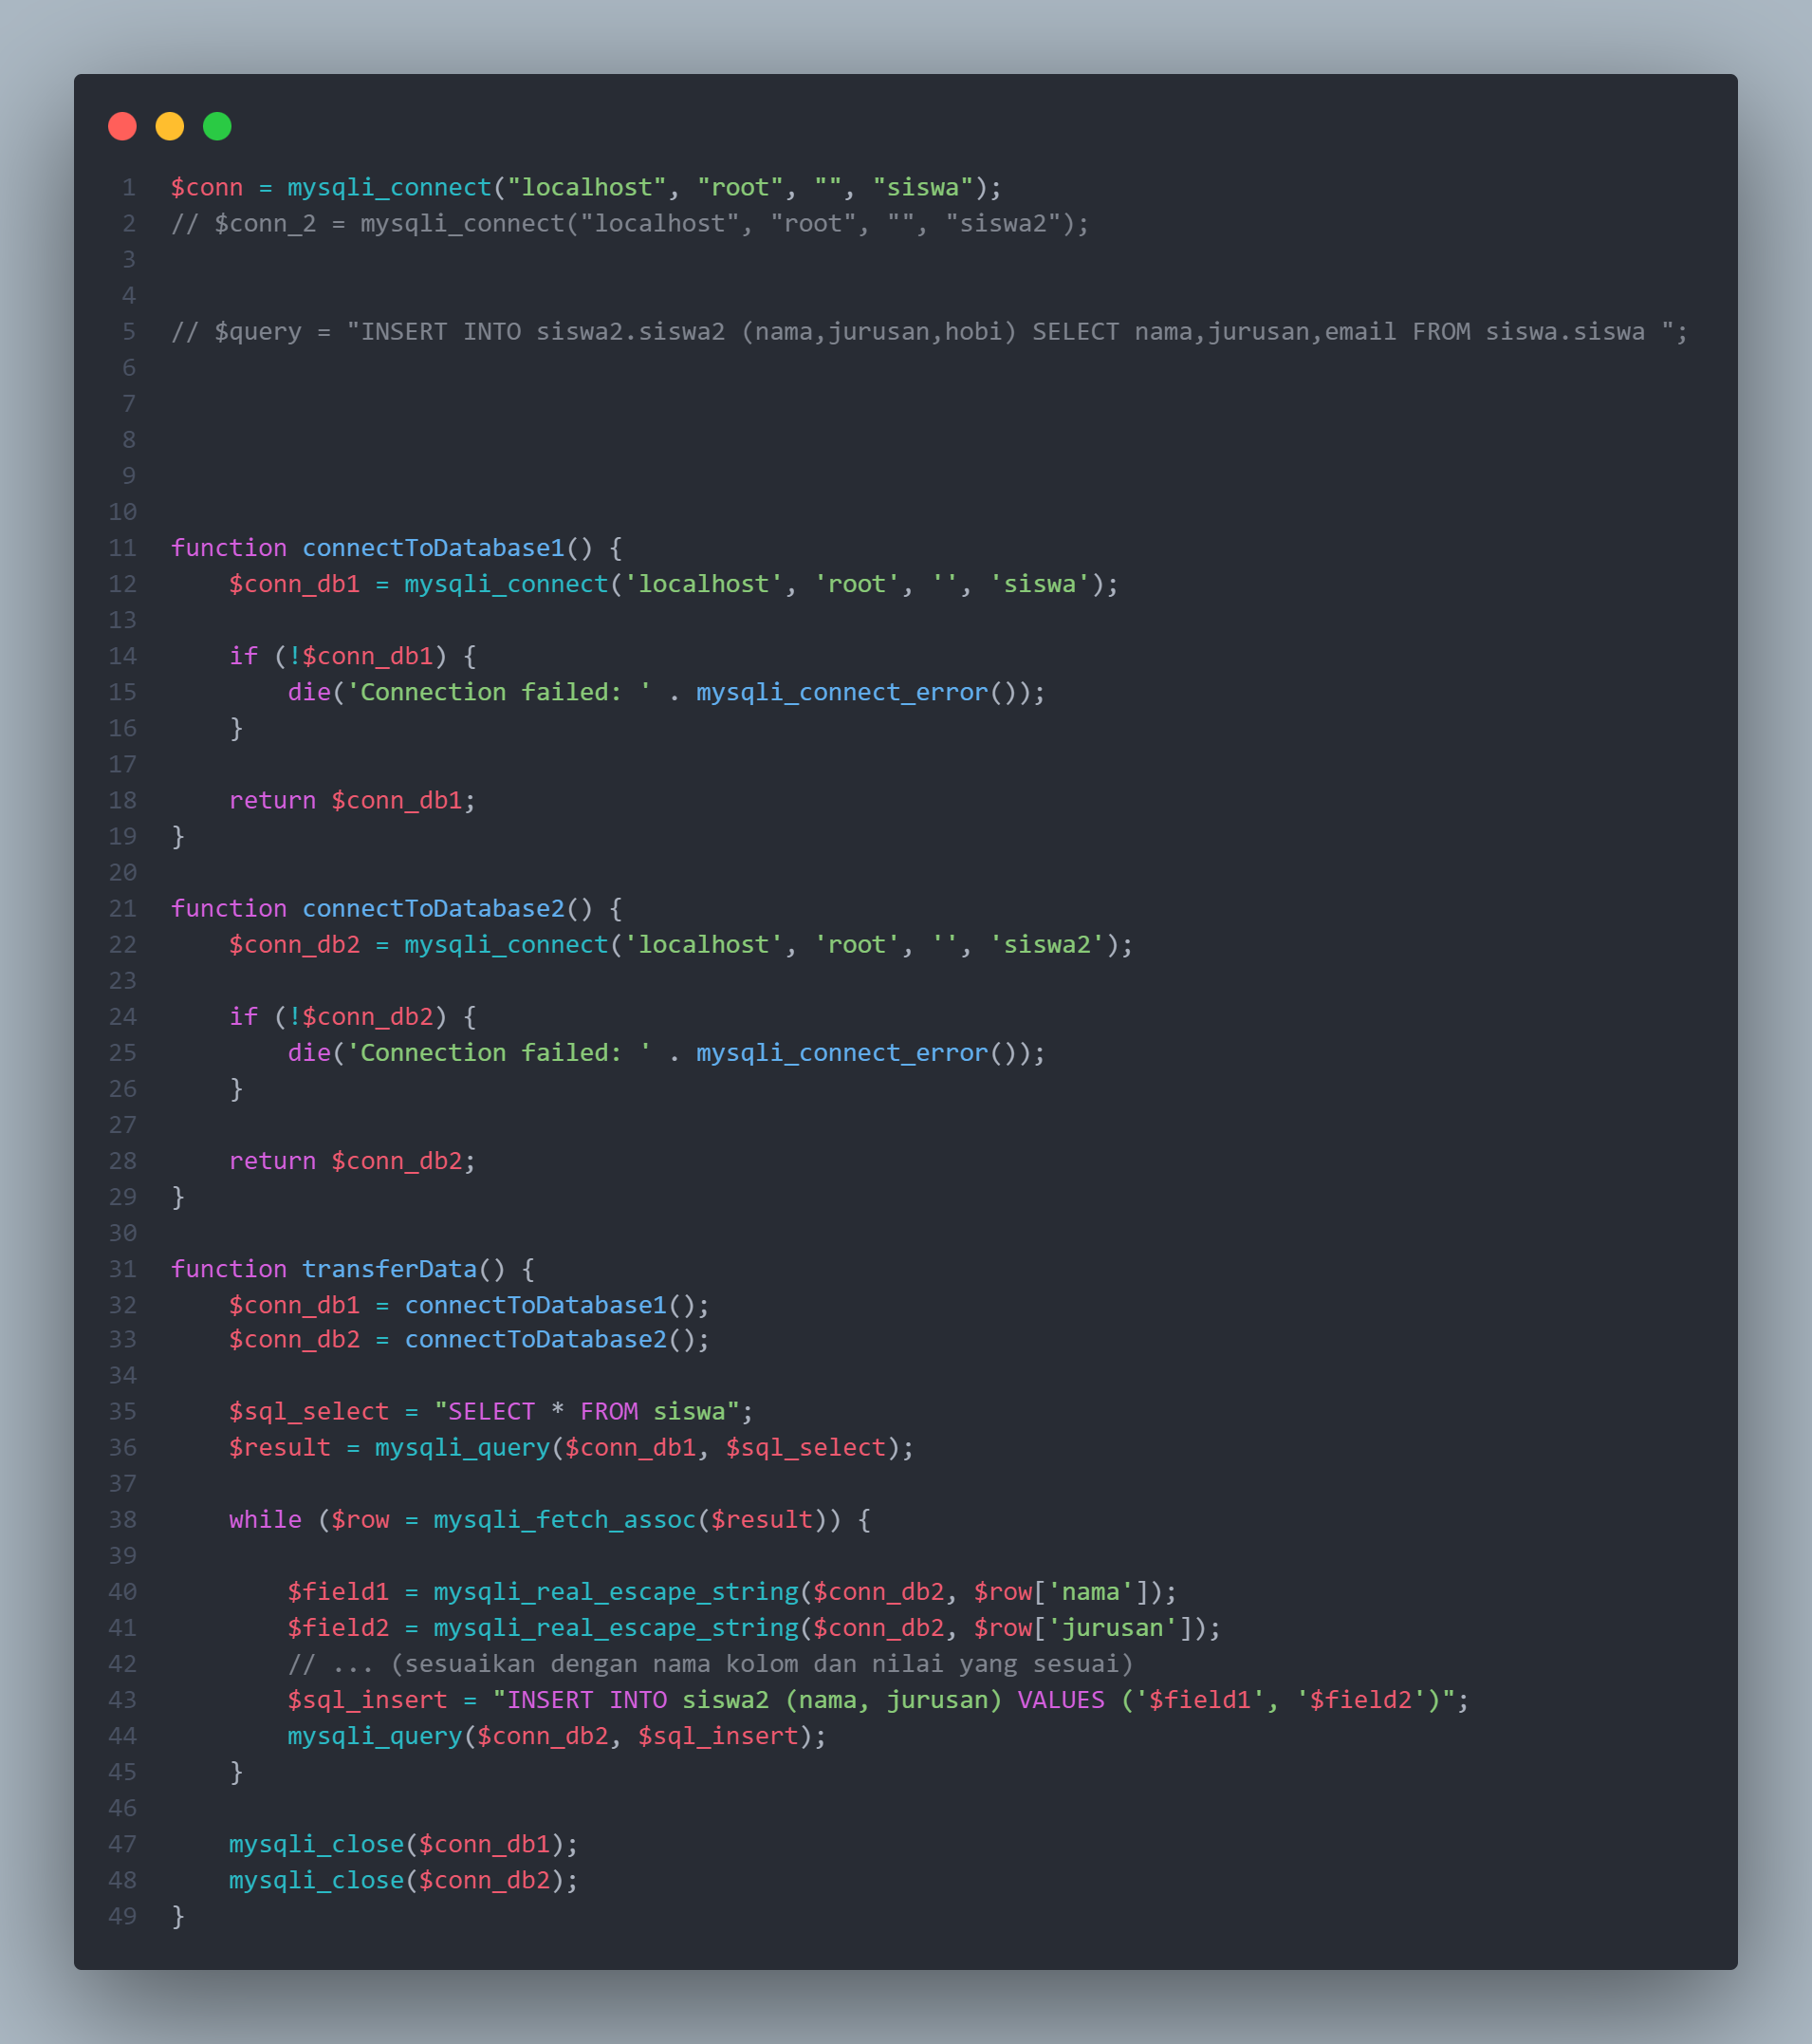 1 $conn = mysqli_connect("localhost", "root", "", "siswa");
2 // $conn_2 = mysqli_connect("localhost", "root", "", "siswa2");
3
4
5 // $query = "INSERT INTO siswa2.siswa2 (nama,jurusan,hobi) SELECT nama,jurusan,email FROM siswa.siswa ";
6
7
8
9
10
11 function connectToDatabase1() {
12     $conn_db1 = mysqli_connect('localhost', 'root', '', 'siswa');
13
14     if (!$conn_db1) {
15         die('Connection failed: ' . mysqli_connect_error());
16     }
17
18     return $conn_db1;
19 }
20
21 function connectToDatabase2() {
22     $conn_db2 = mysqli_connect('localhost', 'root', '', 'siswa2');
23
24     if (!$conn_db2) {
25         die('Connection failed: ' . mysqli_connect_error());
26     }
27
28     return $conn_db2;
29 }
30
31 function transferData() {
32     $conn_db1 = connectToDatabase1();
33     $conn_db2 = connectToDatabase2();
34
35     $sql_select = "SELECT * FROM siswa";
36     $result = mysqli_query($conn_db1, $sql_select);
37
38     while ($row = mysqli_fetch_assoc($result)) {
39
40         $field1 = mysqli_real_escape_string($conn_db2, $row['nama']);
41         $field2 = mysqli_real_escape_string($conn_db2, $row['jurusan']);
42         // ... (sesuaikan dengan nama kolom dan nilai yang sesuai)
43         $sql_insert = "INSERT INTO siswa2 (nama, jurusan) VALUES ('$field1', '$field2')";
44         mysqli_query($conn_db2, $sql_insert);
45     }
46
47     mysqli_close($conn_db1);
48     mysqli_close($conn_db2);
49 }